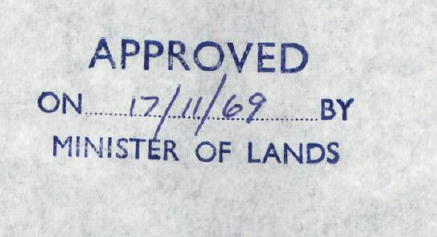 APPROVED
ON 17/11/69 BY
MINISTER OF LANDS